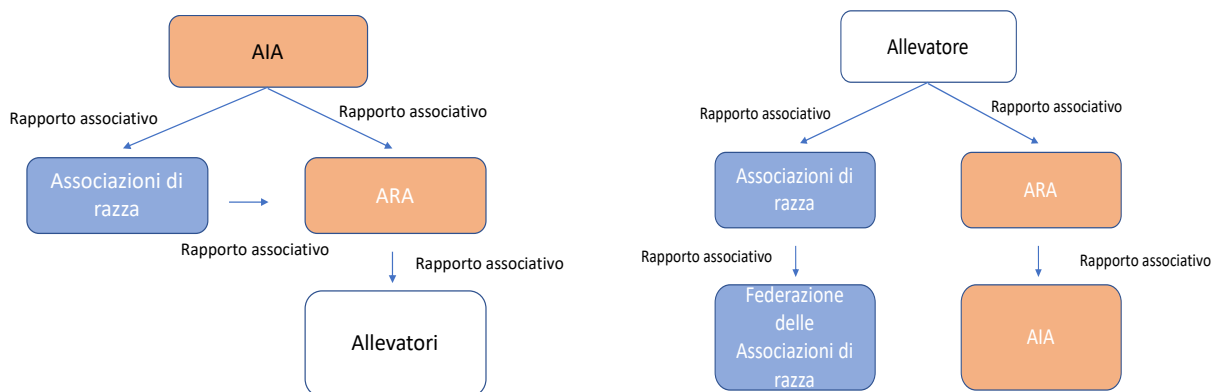 AIA
Rapporto associativo
Rapporto associativo
Associazioni di
razza
ARA
Rapporto associativo
Rapporto associativo
Allevatori
Allevatore
Rapporto associativo
Rapporto associativo
Associazioni di
razza
ARA
Rapporto associativo
Rapporto associativo
Federazione
delle
Associazioni di
razza
AIA